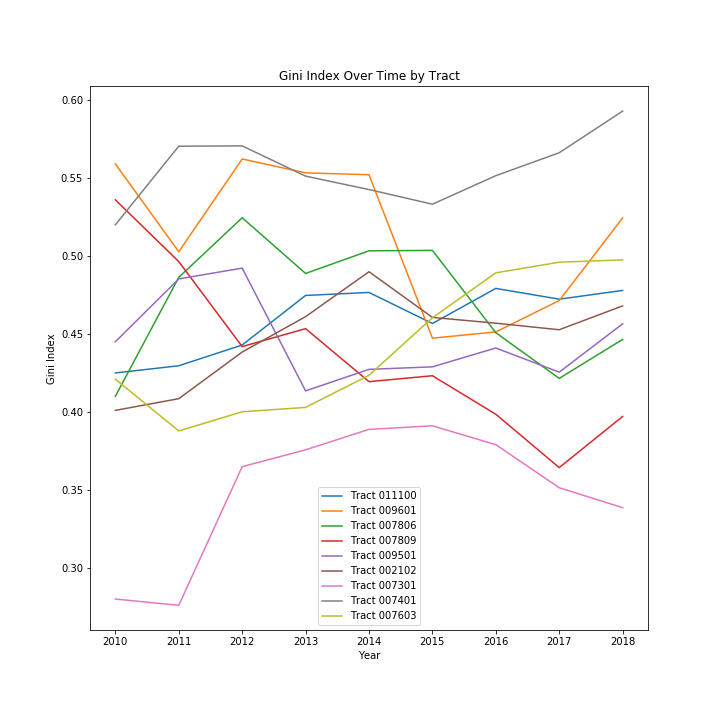 Gini Index Over Time by Tract
0.60
0.55
0.50
0.45
0.40
0.35
0.30
Gini Index
Tract 011100
Tract 009601
Tract 007806
Tract 007809
Tract 009501
Tract 002102
Tract 007301
Tract 007401
Tract 007603
2010 2011 2012 2013 2014 2015 2016 2017 2018
Year